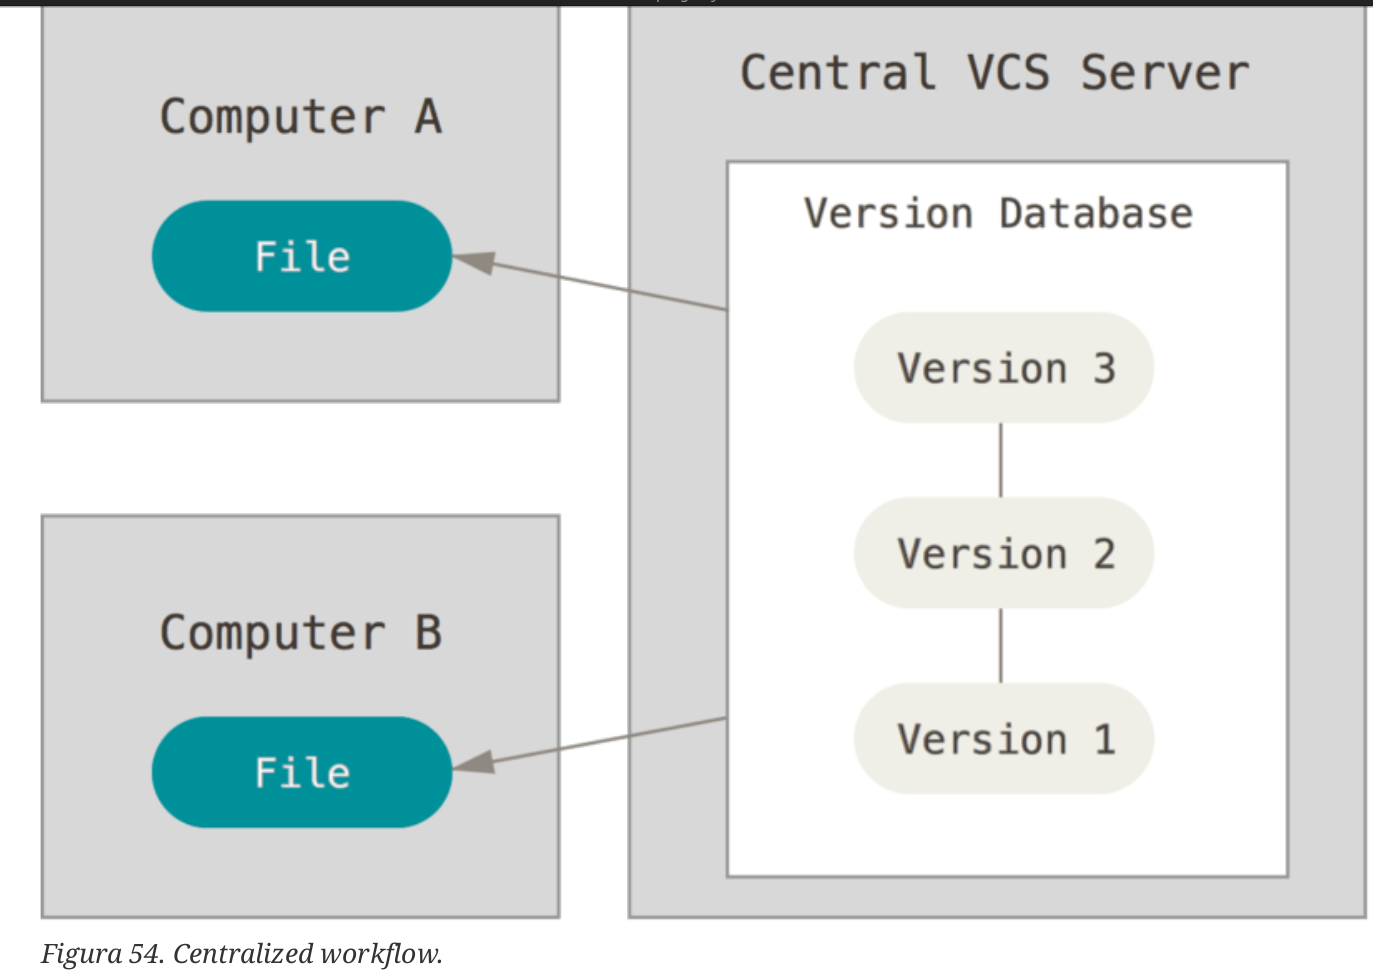 Computer A
File
Central VCS Server
Version Database
Version 3
Version 2
Version 1
Computer B
File
Figura 54. Centralized workflow.